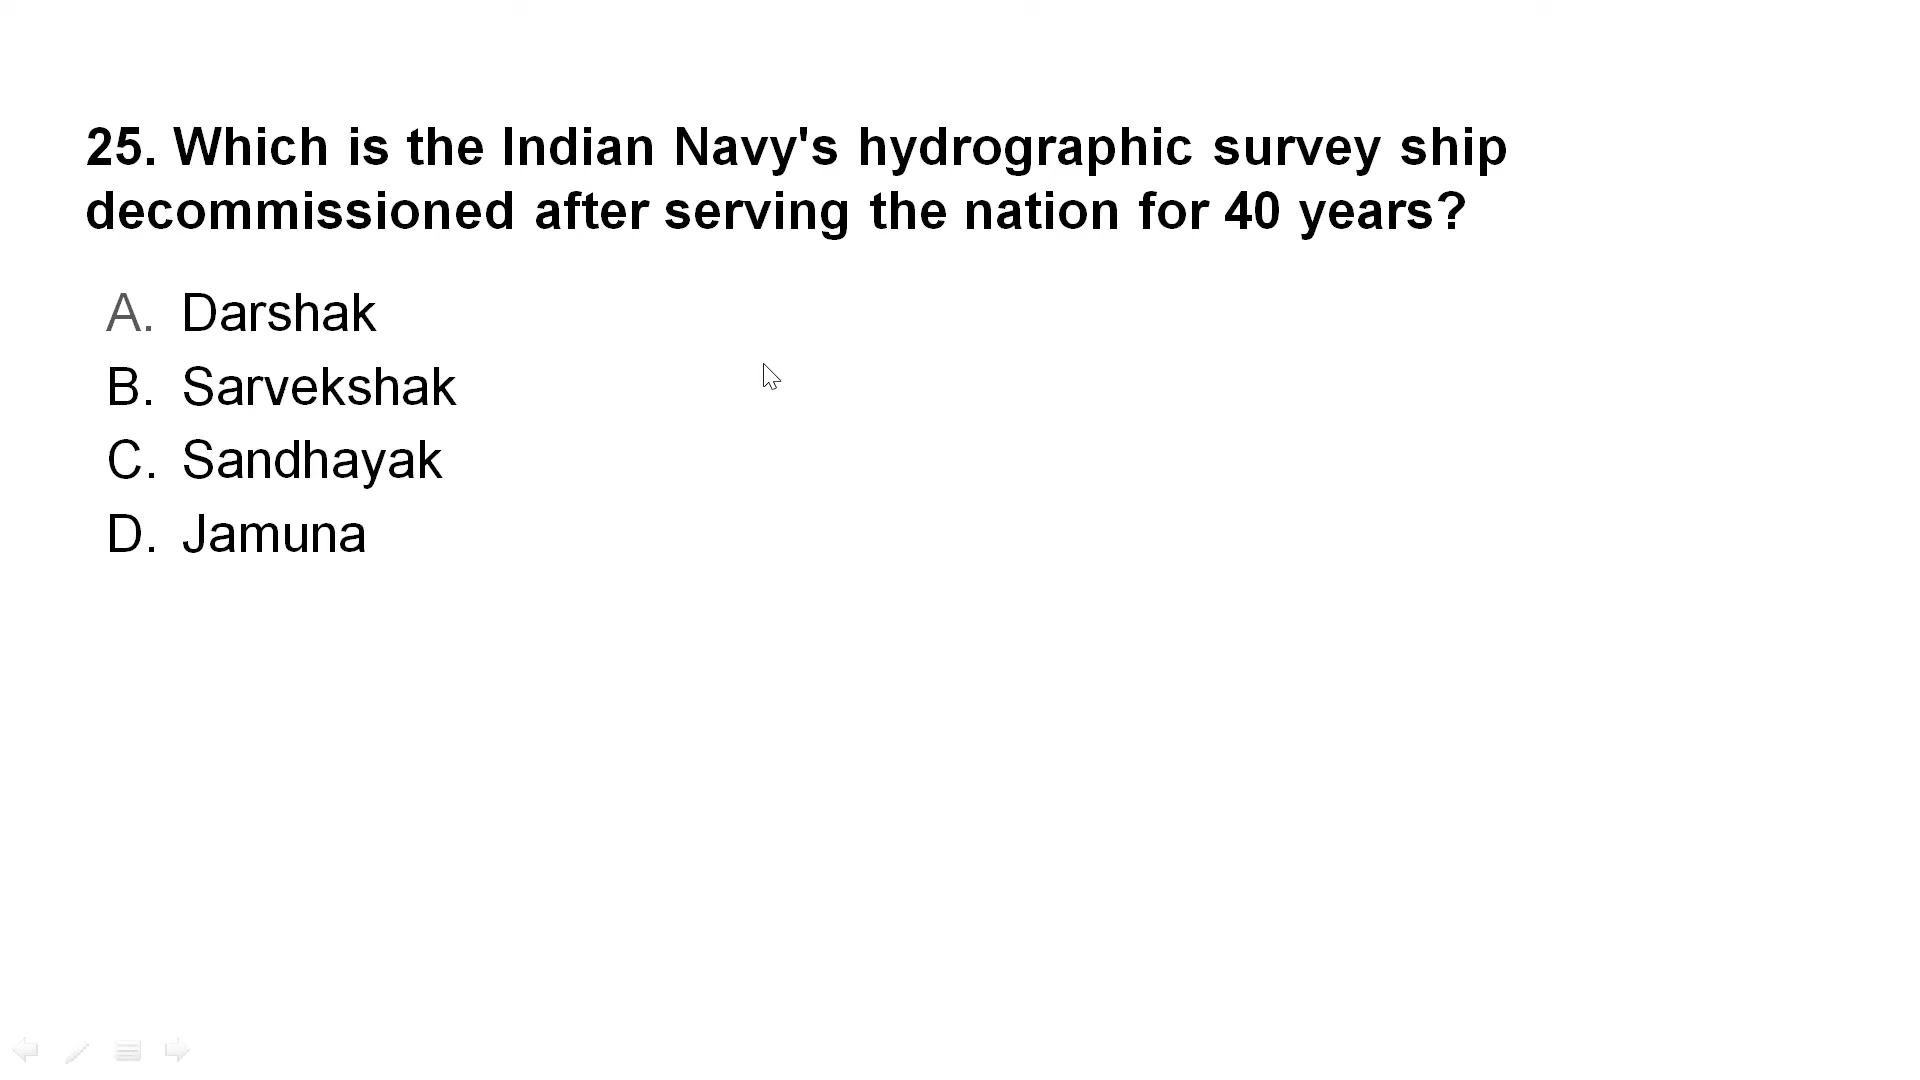 25. Which is the Indian Navy's hydrographic survey ship
decommissioned after serving the nation for 40 years?
A. Darshak
B. Sarvekshak
C. Sandhayak
D. Jamuna